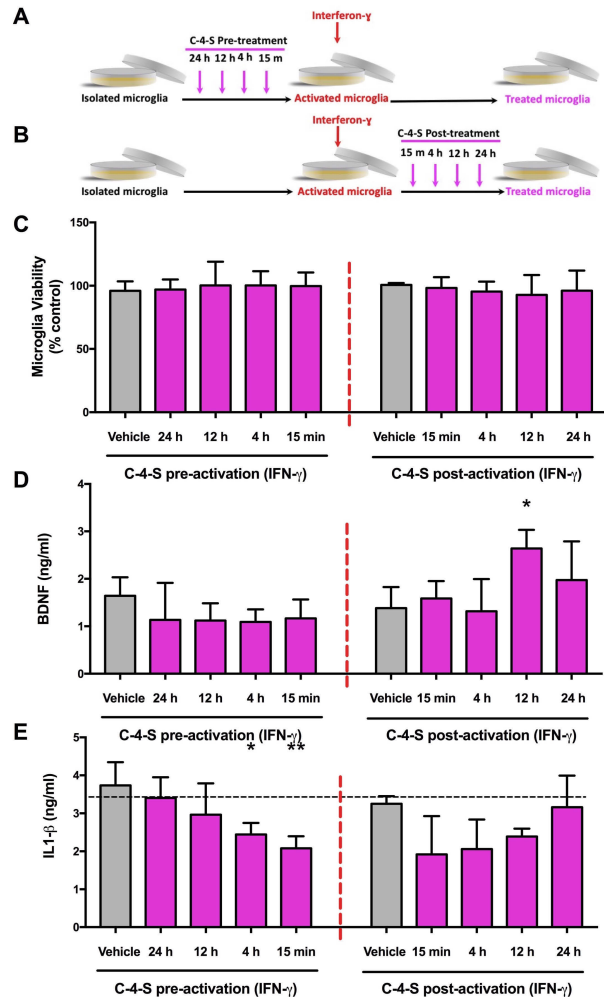 A
Interferon-γ
C-4-S Pre-treatment
24 h 12 h 4 h 15 m
Isolated microglia
Activated microglia
Treated microglia
B
Interferon-γ
C-4-S Post-treatment
15 m 4 h 12 h 24 h
Isolated microglia
Activated microglia
Treated microglia
C
Microglia Viability
(% control)
150
100
50
0
Vehicle 24 h 12 h 4 h 15 min
Vehicle 15 min 4 h 12 h 24 h
C-4-S pre-activation (IFN-γ)
C-4-S post-activation (IFN-γ)
D
BDNF (ng/ml)
4
3
2
1
0
*
Vehicle 24 h 12 h 4 h 15 min
Vehicle 15 min 4 h 12 h 24 h
C-4-S pre-activation (IFN-γ)
C-4-S post-activation (IFN-γ)
E
IL1-β (ng/ml)
5
4
3
2
1
0
* **
Vehicle 24 h 12 h 4 h 15 min
Vehicle 15 min 4 h 12 h 24 h
C-4-S pre-activation (IFN-γ)
C-4-S post-activation (IFN-γ)